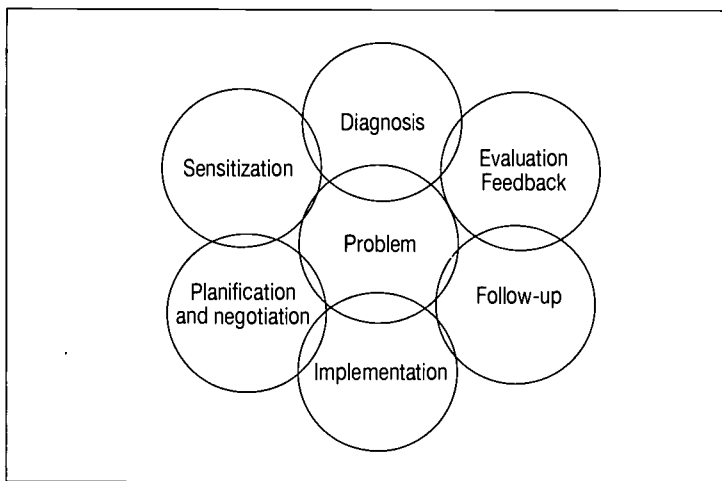 Diagnosis
Sensitization
Evaluation
Feedback
Problem
Planification
and negotiation
Follow-up
Implementation